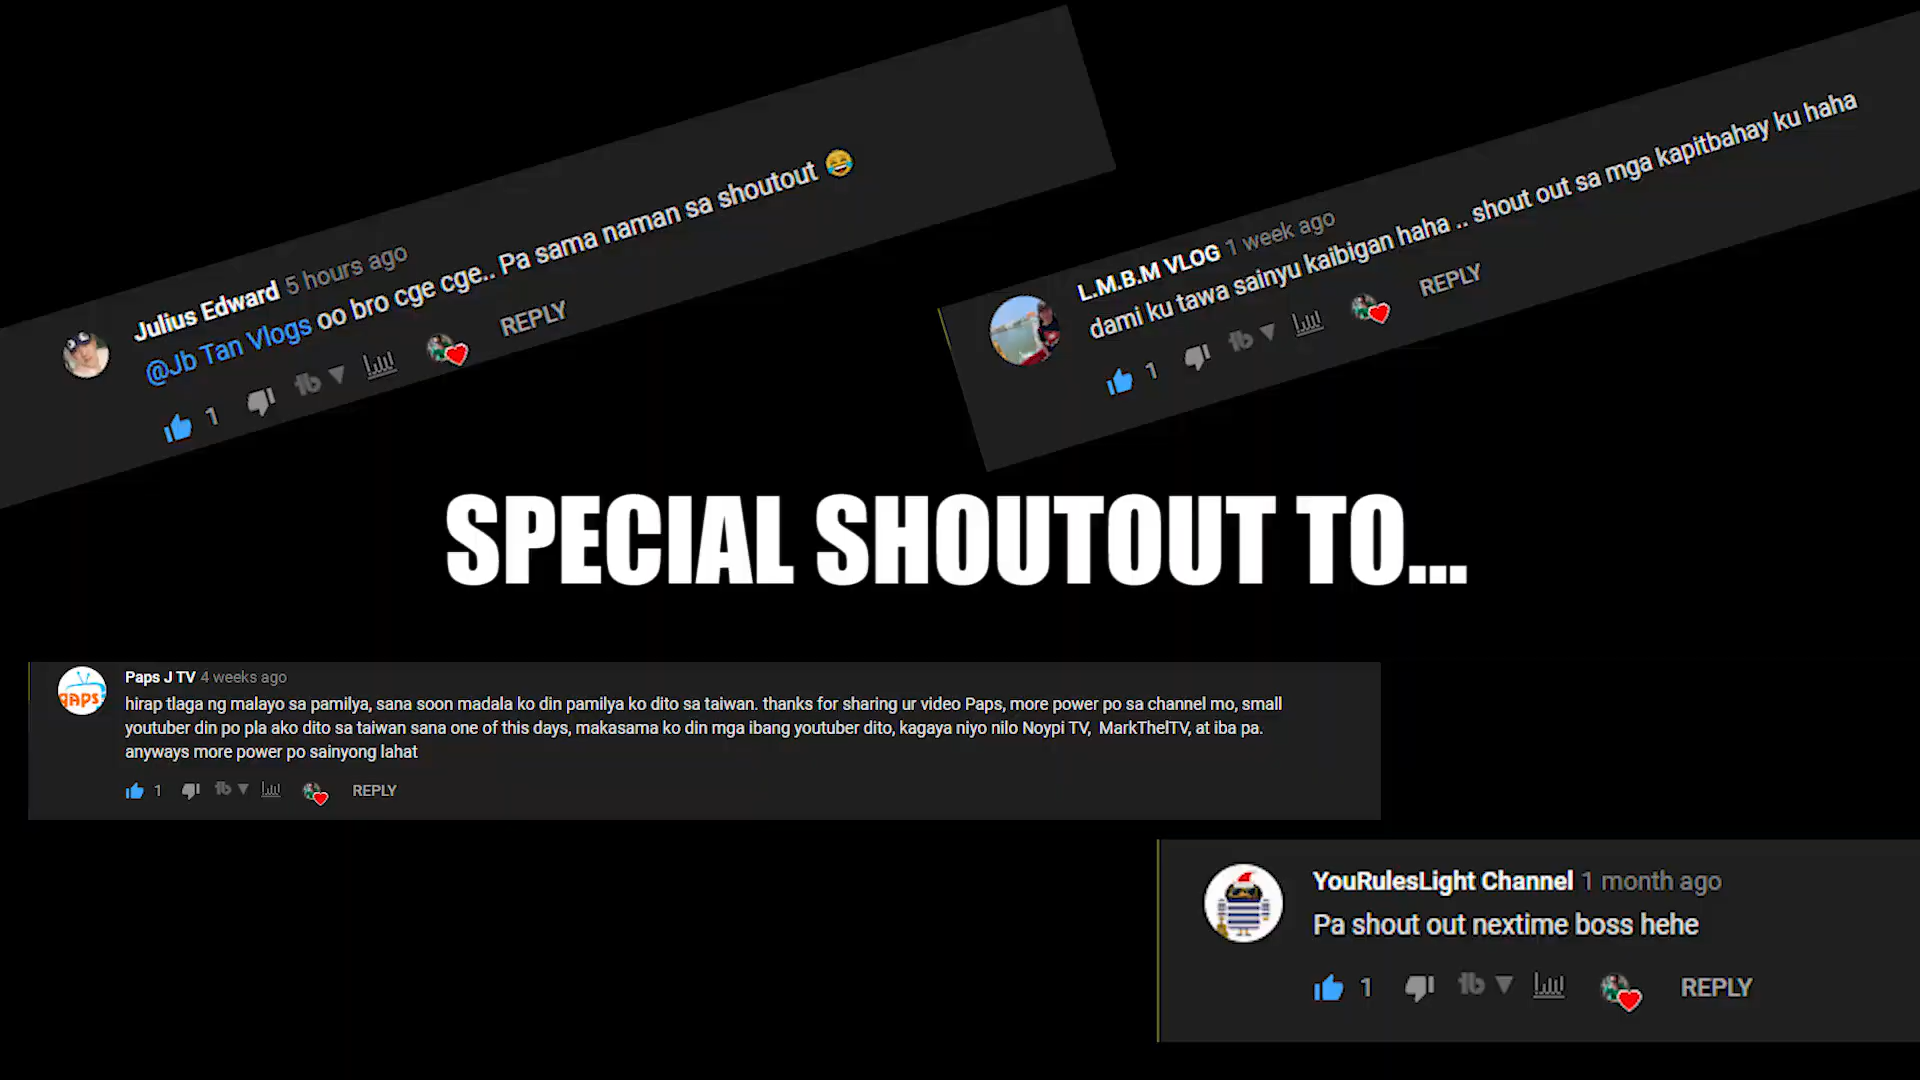 Julius Edward 5 hours ago
@Jb Tan Vlogs oo bro cge cge.. Pa sama naman sa shoutout 😂
1 REPLY
L.M.B.M VLOG 1 week ago
dami ku tawa sainyu kaibigan haha .. shout out sa mga kapitbahay ku haha
1 REPLY
SPECIAL SHOUTOUT TO...
PAPS
Paps J TV 4 weeks ago
hirap tlaga ng malayo sa pamilya, sana soon madala ko din pamilya ko dito sa taiwan. thanks for sharing ur video Paps, more power po sa channel mo, small
youtuber din po pla ako dito sa taiwan sana one of this days, makasama ko din mga ibang youtuber dito, kagaya niyo nilo Noypi TV, MarkThelTV, at iba pa.
anyways more power po sainyong lahat
1 REPLY
YouRulesLight Channel 1 month ago
Pa shout out nextime boss hehe
1 REPLY